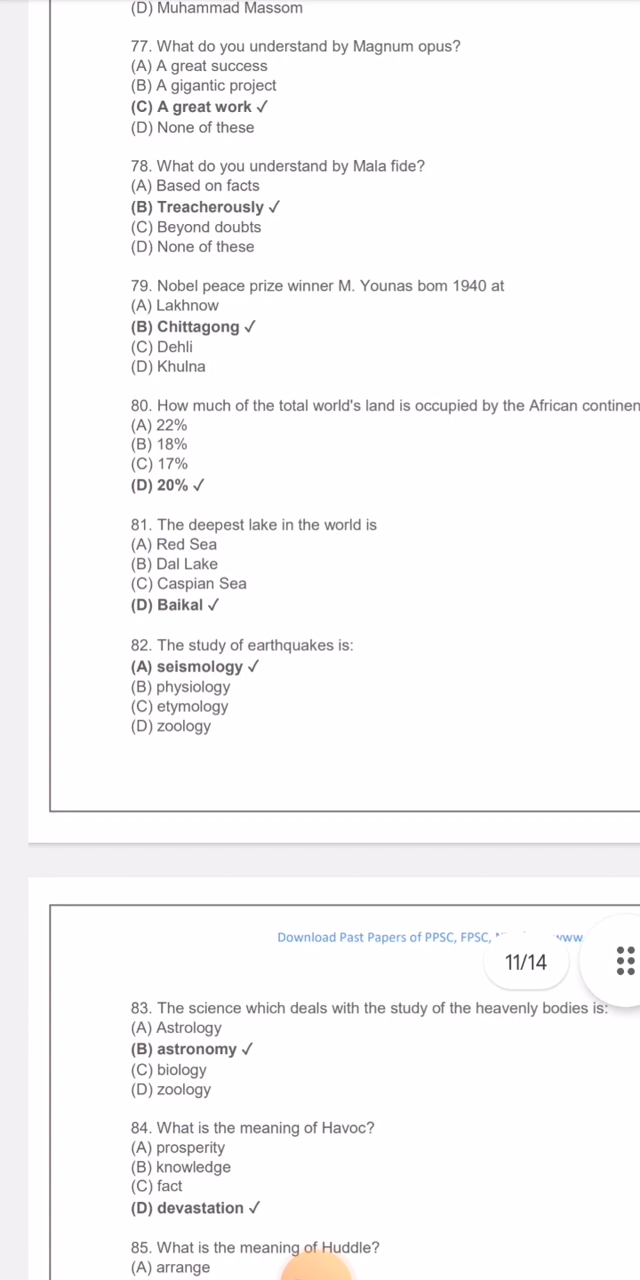 (D) Muhammad Massom
77. What do you understand by Magnum opus?
(A) A great success
(B) A gigantic project
(C) A great work ✓
(D) None of these
78. What do you understand by Mala fide?
(A) Based on facts
(B) Treacherously ✓
(C) Beyond doubts
(D) None of these
79. Nobel peace prize winner M. Younas bom 1940 at
(A) Lakhnow
(B) Chittagong ✓
(C) Dehli
(D) Khulna
80. How much of the total world's land is occupied by the African continen
(A) 22%
(B) 18%
(C) 17%
(D) 20% ✓
81. The deepest lake in the world is
(A) Red Sea
(B) Dal Lake
(C) Caspian Sea
(D) Baikal ✓
82. The study of earthquakes is:
(A) seismology ✓
(B) physiology
(C) etymology
(D) zoology
Download Past Papers of PPSC, FPSC, www
11/14
83. The science which deals with the study of the heavenly bodies is:
(A) Astrology
(B) astronomy ✓
(C) biology
(D) zoology
84. What is the meaning of Havoc?
(A) prosperity
(B) knowledge
(C) fact
(D) devastation ✓
85. What is the meaning of Huddle?
(A) arrange